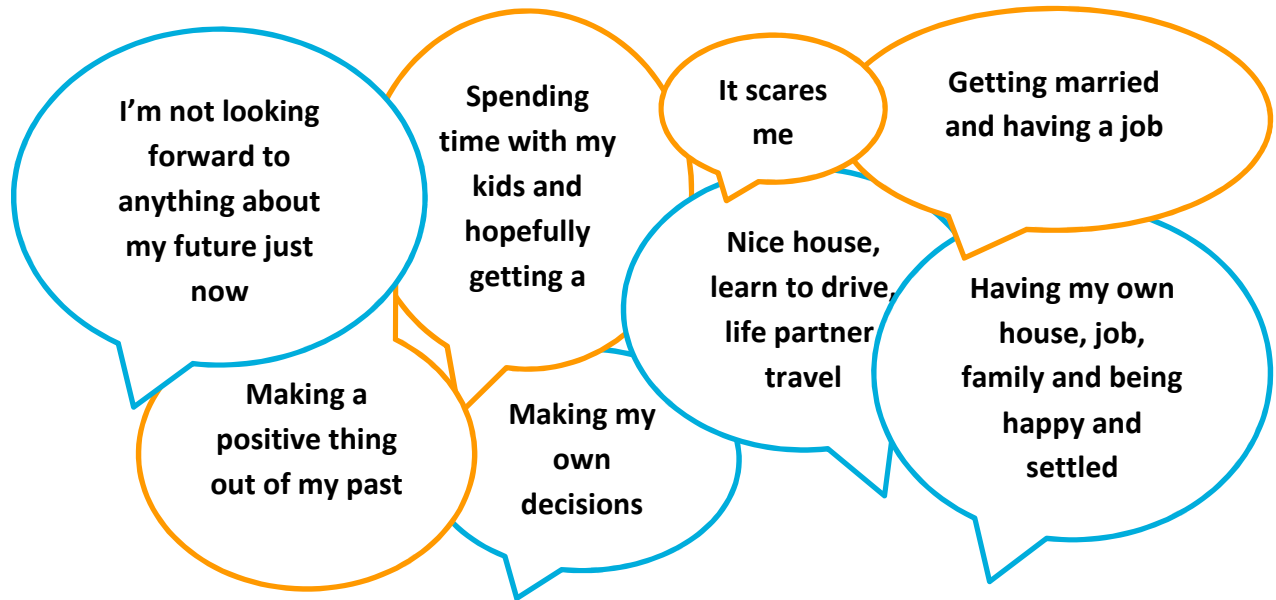 I'm not looking
forward to
anything about
my future just
now
Spending
time with my
kids and
hopefully
getting a
It scares
me
Getting married
and having a job
Nice house,
learn to drive,
life partner
travel
Having my own
house, job,
family and being
happy and
settled
Making a
positive thing
out of my past
Making my
own
decisions